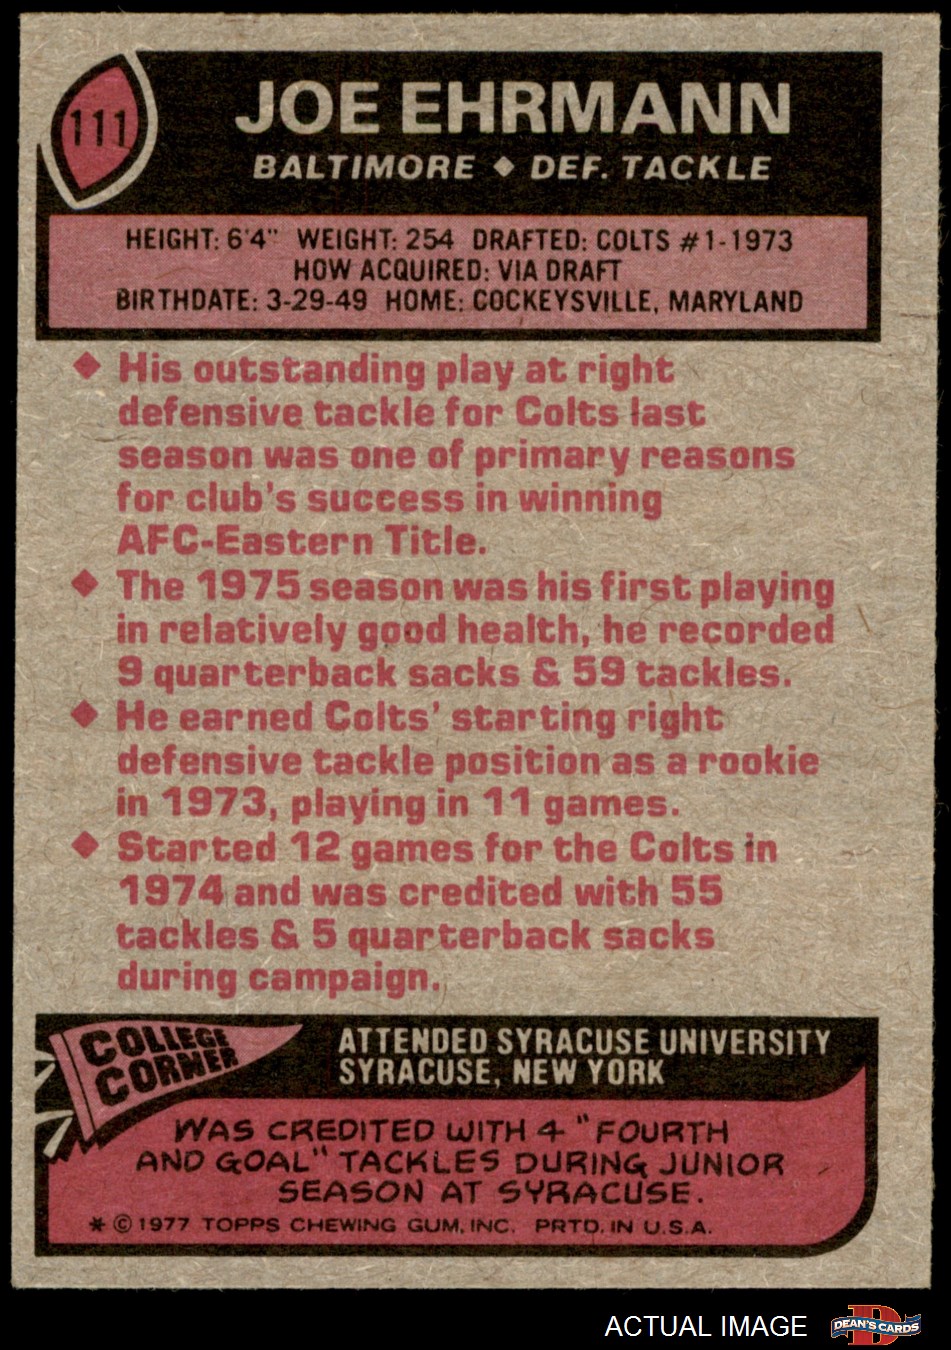 111
JOE EHRMANN
BALTIMORE ◆ DEF. TACKLE
HEIGHT: 6'4" WEIGHT: 254 DRAFTED: COLTS #1-1973
HOW ACQUIRED: VIA DRAFT
BIRTHDATE: 3-29-49 HOME: COCKEYSVILLE, MARYLAND
◆ His outstanding play at right
defensive tackle for Colts last
season was one of primary reasons
for club's success in winning
AFC-Eastern Title.
◆ The 1975 season was his first playing
in relatively good health, he recorded
9 quarterback sacks & 59 tackles.
◆ He earned Colts' starting right
defensive tackle position as a rookie
in 1973, playing in 11 games.
◆ Started 12 games for the Colts in
1974 and was credited with 55
tackles & 5 quarterback sacks
during campaign.
COLLEGE
CORNER
ATTENDED SYRACUSE UNIVERSITY
SYRACUSE, NEW YORK
WAS CREDITED WITH 4 "FOURTH
AND GOAL" TACKLES DURING JUNIOR
SEASON AT SYRACUSE.
* © 1977 TOPPS CHEWING GUM, INC. PRTD. IN U.S.A.
ACTUAL IMAGE
D
DEAN'S CARDS